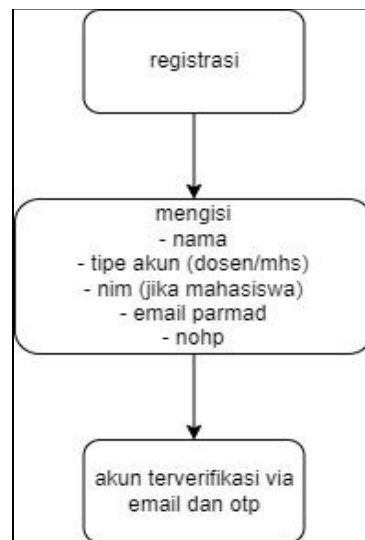 registrasi
mengisi
- nama
- tipe akun (dosen/mhs)
- nim (jika mahasiswa)
- email parmad
- nohp
akun terverifikasi via
email dan otp